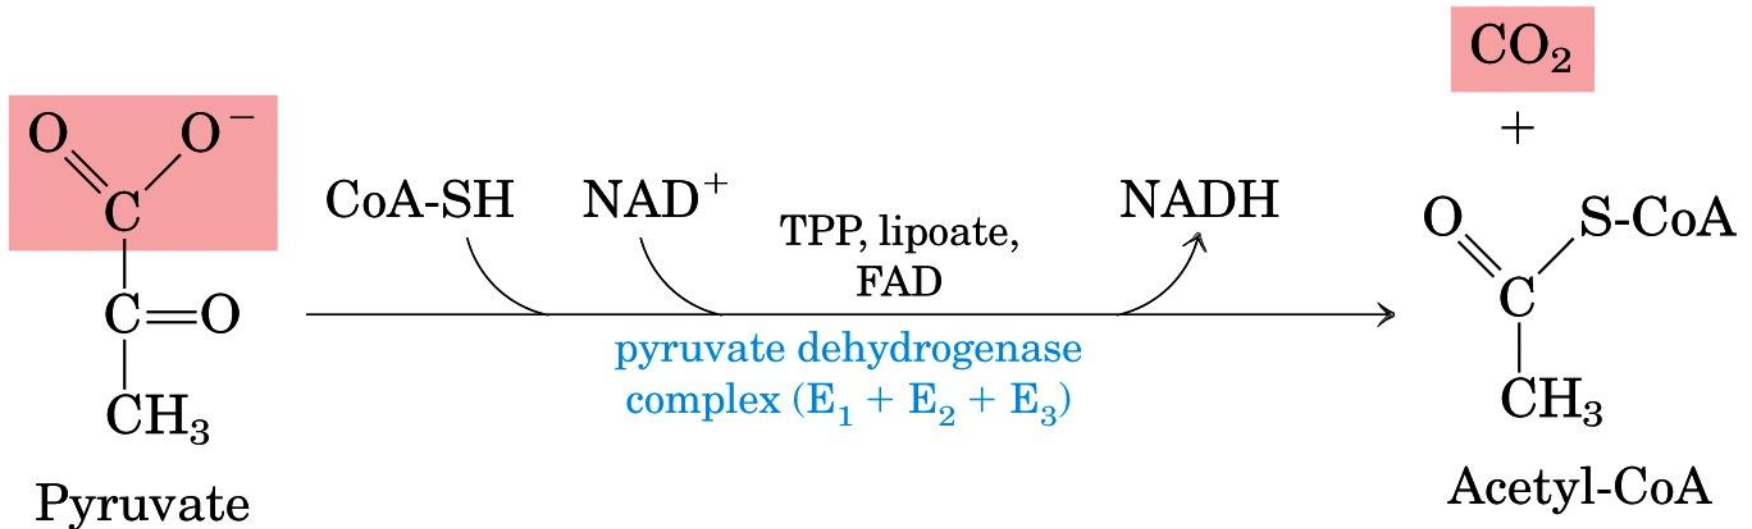 CO₂
+
O O⁻
C
C=O
CH₃
Pyruvate
CoA-SH NAD⁺ NADH
TPP, lipoate,
FAD
pyruvate dehydrogenase
complex (E₁ + E₂ + E₃)
O S-CoA
C
CH₃
Acetyl-CoA